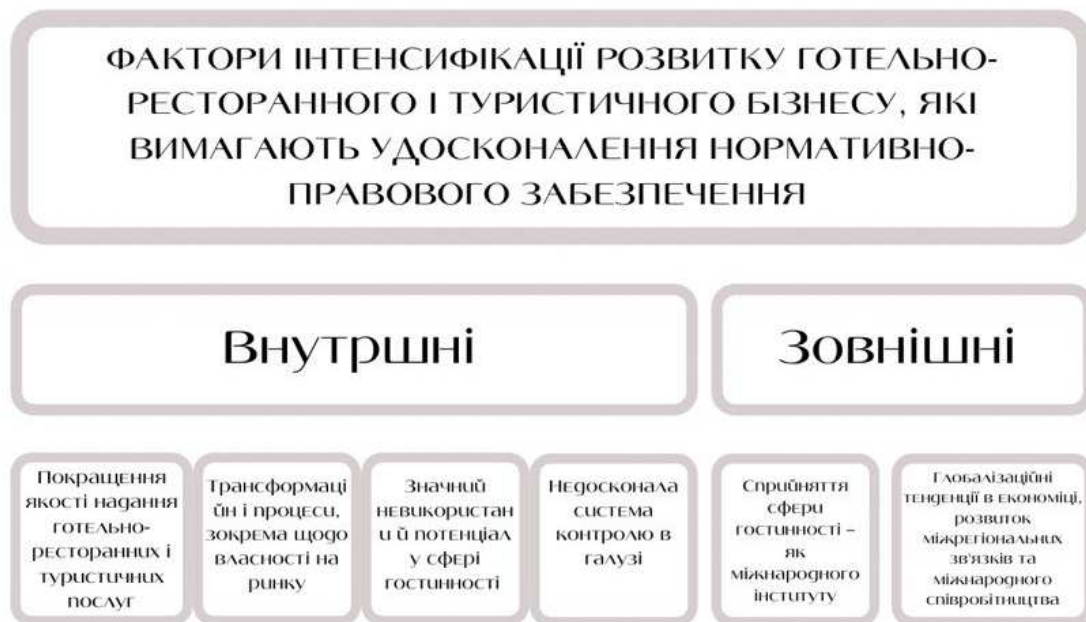 ФАКТОРИ ІНТЕНСИФІКАЦІЇ РОЗВИТКУ ГОТЕЛЬНО-
РЕСТОРАННОГО І ТУРИСТИЧНОГО БІЗНЕСУ, ЯКІ
ВИМАГАЮТЬ УДОСКОНАЛЕННЯ НОРМАТИВНО-
ПРАВОВОГО ЗАБЕЗПЕЧЕННЯ
Внутршні
Зовнішні
Покращення
якості надання
готельно-
ресторанних і
туристичних
послуг
Трансформаці
йн і процеси,
зокрема щодо
власності на
ринку
Значний
невикористан
и й потенціал
у сфері
гостинності
Недосконала
система
контролю в
галузі
Сприйняття
сфери
гостинності –
як
міжнародного
інституту
Глобалізаційні
тенденції в економіці,
розвиток
міжрегіональних
зв'язків та
міжнародного
співробітництва